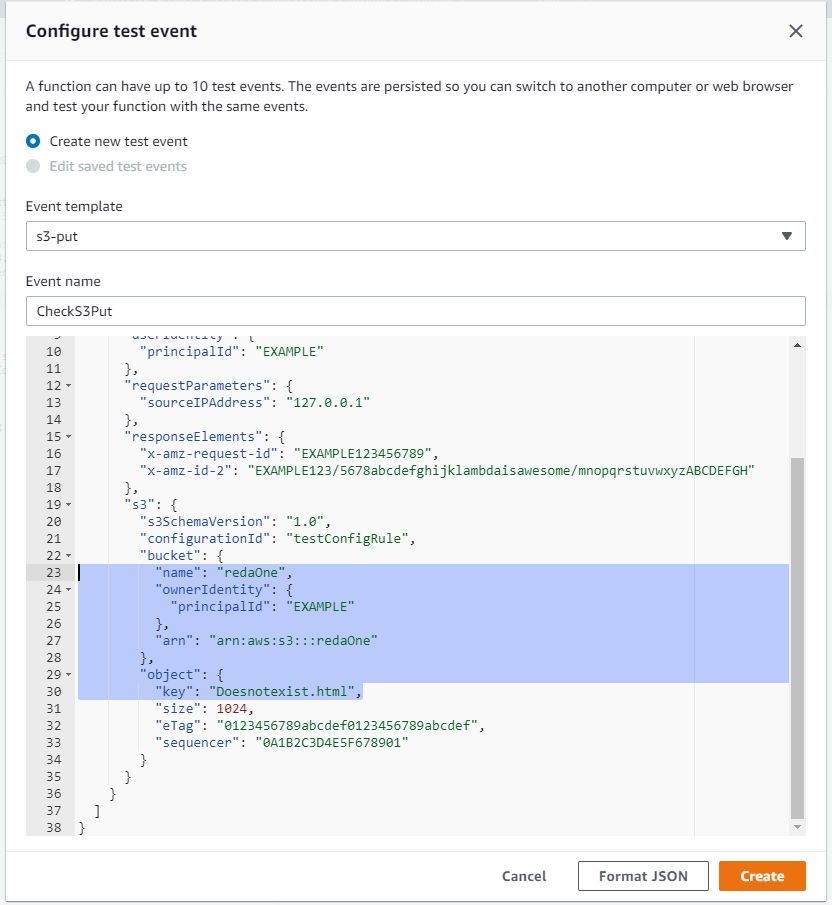 Configure test event
A function can have up to 10 test events. The events are persisted so you can switch to another computer or web browser
and test your function with the same events.
Create new test event
Edit saved test events
Event template
s3-put
Event name
CheckS3Put
9 "userIdentity": {
10 "principalId": "EXAMPLE"
11 },
12 "requestParameters": {
13 "sourceIPAddress": "127.0.0.1"
14 },
15 "responseElements": {
16 "x-amz-request-id": "EXAMPLE123456789",
17 "x-amz-id-2": "EXAMPLE123/5678abcdefghijklambdaisawesome/mnopqrstuvwxyzABCDEFGH"
18 },
19 "s3": {
20 "s3SchemaVersion": "1.0",
21 "configurationId": "testConfigRule",
22 "bucket": {
23 "name": "redaOne",
24 "ownerIdentity": {
25 "principalId": "EXAMPLE"
26 },
27 "arn": "arn:aws:s3:::redaOne"
28 },
29 "object": {
30 "key": "Doesnotexist.html",
31 "size": 1024,
32 "eTag": "0123456789abcdef0123456789abcdef",
33 "sequencer": "0A1B2C3D4E5F678901"
34 }
35 }
36 }
37 ]
38 }
Cancel
Format JSON
Create